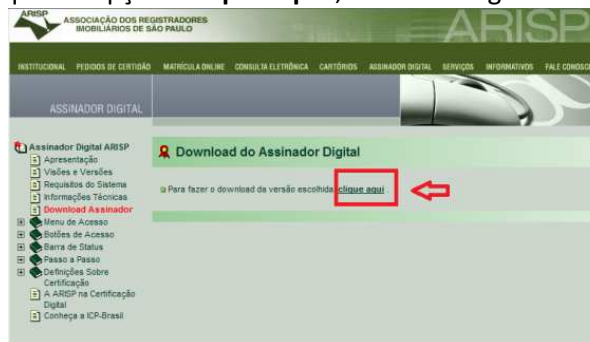 ARISP
ASSOCIAÇÃO DOS REGISTRADORES
IMOBILIÁRIOS DE SÃO PAULO
ARISP
INSTITUCIONAL PEDIDOS DE CERTIDÃO MATRÍCULA ONLINE CONSULTA ELETRÔNICA CARTÓRIOS ASSINADOR DIGITAL SERVIÇOS INFORMATIVOS FALE CONOSCO
ASSINADOR DIGITAL
Assinador Digital ARISP
Apresentação
Visões e Versões
Requisitos do Sistema
Informações Técnicas
Download Assinador
Menu de Acesso
Botões de Acesso
Barra de Status
Passo a Passo
Definições Sobre
Certificação
A ARISP na Certificação
Digital
Conheça a ICP-Brasil
Download do Assinador Digital
Para fazer o download da versão escolhida, clique aqui .